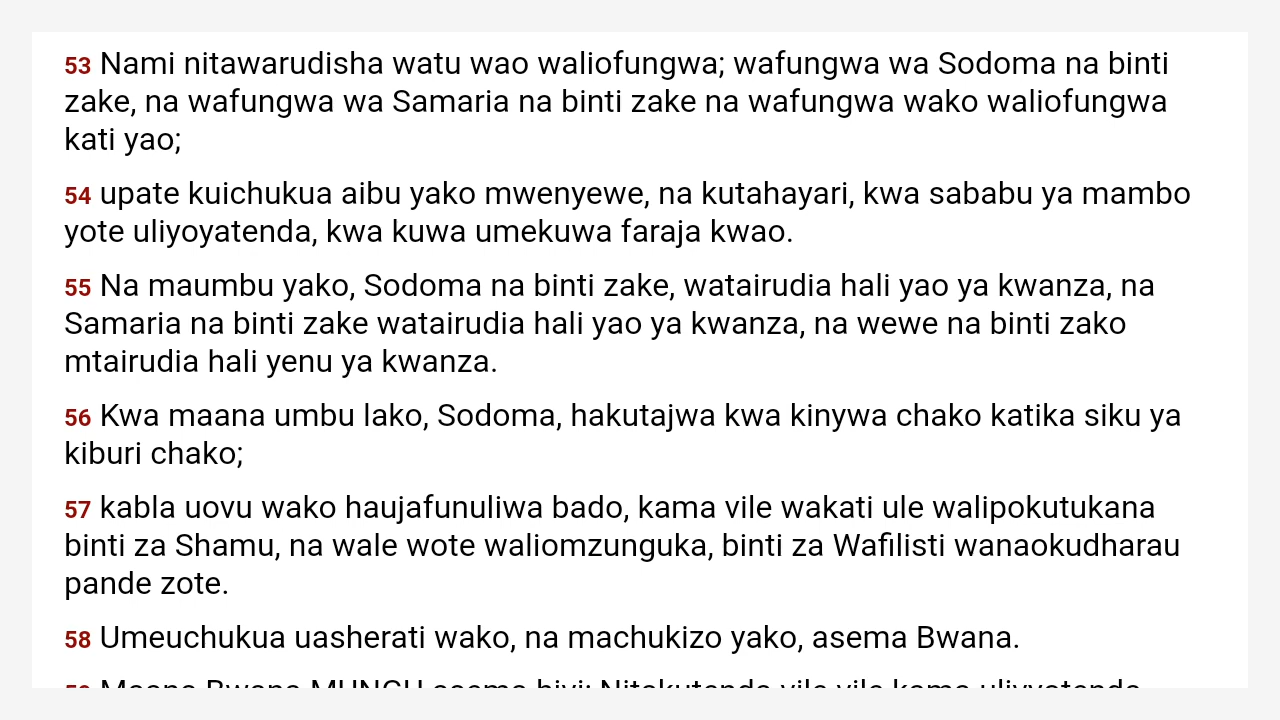 53 Nami nitawarudisha watu wao waliofungwa; wafungwa wa Sodoma na binti
zake, na wafungwa wa Samaria na binti zake na wafungwa wako waliofungwa
kati yao;
54 upate kuichukua aibu yako mwenyewe, na kutahayari, kwa sababu ya mambo
yote uliyoyatenda, kwa kuwa umekuwa faraja kwao.
55 Na maumbu yako, Sodoma na binti zake, watairudia hali yao ya kwanza, na
Samaria na binti zake watairudia hali yao ya kwanza, na wewe na binti zako
mtairudia hali yenu ya kwanza.
56 Kwa maana umbu lako, Sodoma, hakutajwa kwa kinywa chako katika siku ya
kiburi chako;
57 kabla uovu wako haujafunuliwa bado, kama vile wakati ule walipokutukana
binti za Shamu, na wale wote waliomzunguka, binti za Wafilisti wanaokudharau
pande zote.
58 Umeuchukua uasherati wako, na machukizo yako, asema Bwana.